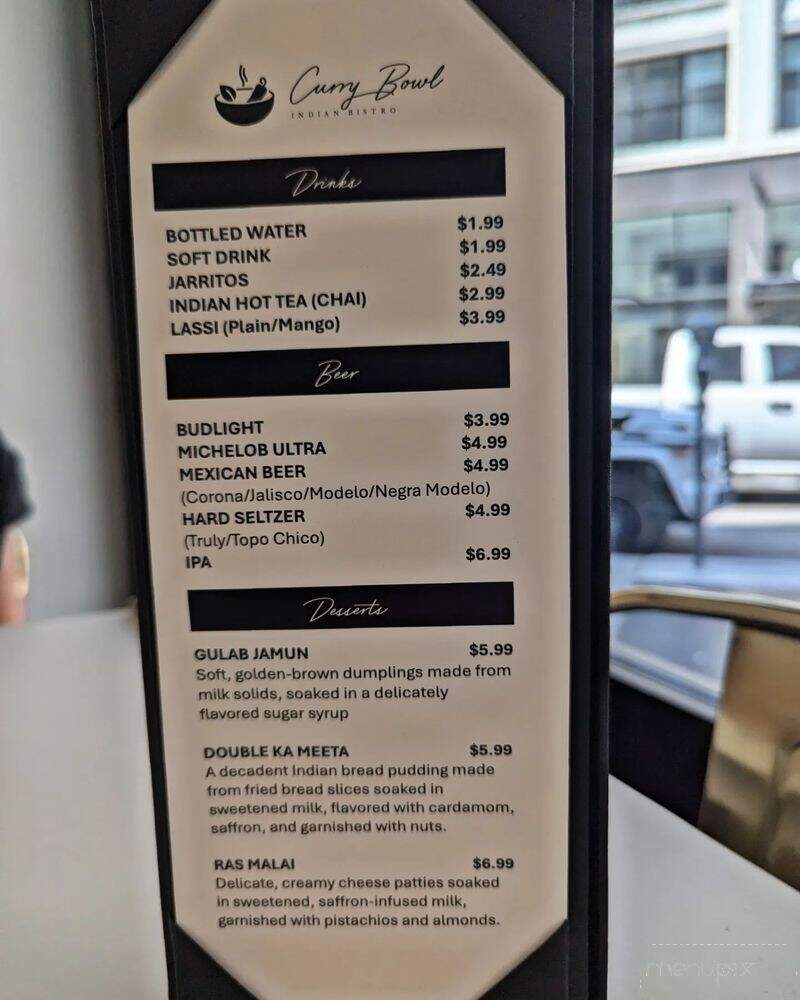 Curry Bowl
INDIAN BISTRO
Drinks
BOTTLED WATER $1.99
SOFT DRINK $1.99
JARRITOS $2.49
INDIAN HOT TEA (CHAI) $2.99
LASSI (Plain/Mango) $3.99
Beer
BUDLIGHT $3.99
MICHELOB ULTRA $4.99
MEXICAN BEER $4.99
(Corona/Jalisco/Modelo/Negra Modelo)
HARD SELTZER $4.99
(Truly/Topo Chico)
IPA $6.99
Desserts
GULAB JAMUN $5.99
Soft, golden-brown dumplings made from
milk solids, soaked in a delicately
flavored sugar syrup
DOUBLE KA MEETA $5.99
A decadent Indian bread pudding made
from fried bread slices soaked in
sweetened milk, flavored with cardamom,
saffron, and garnished with nuts.
RAS MALAI $6.99
Delicate, creamy cheese patties soaked
in sweetened, saffron-infused milk,
garnished with pistachios and almonds.
menupix